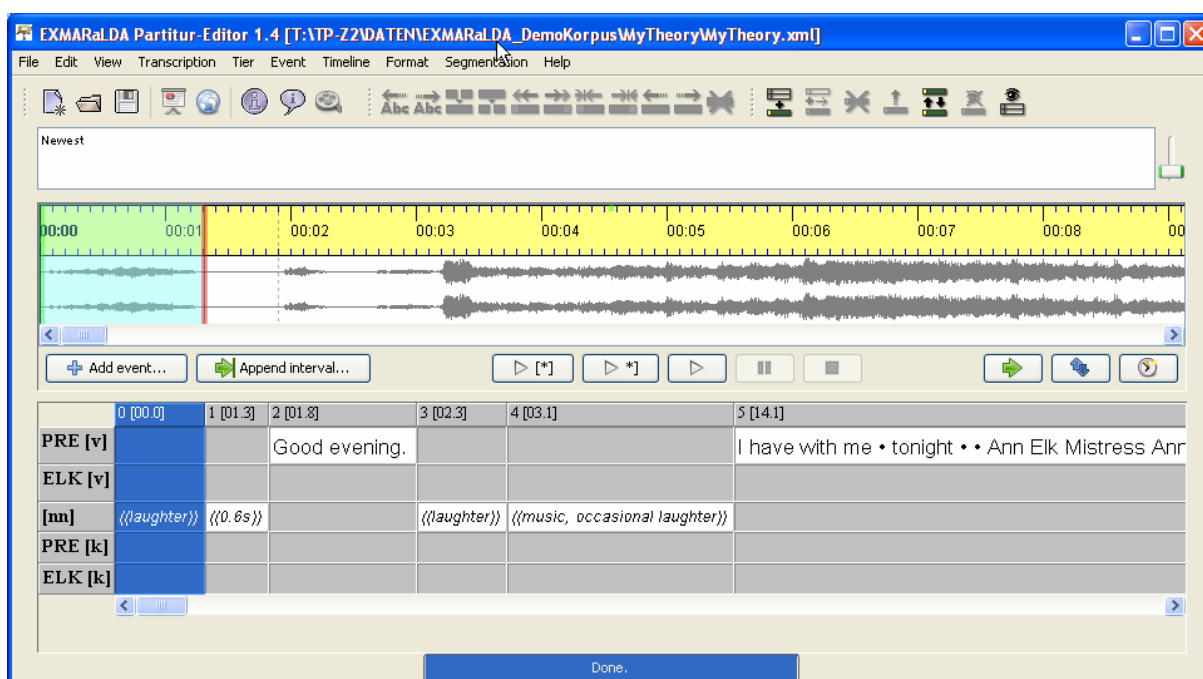 EXMARaLDA Partitur-Editor 1.4 [T:\TP-Z2\DATEN\EXMARaLDA_DemoKorpus\MyTheory\MyTheory.xml]
File Edit View Transcription Tier Event Timeline Format Segmentation Help
Abc Abc
Newest
00:00 00:01 00:02 00:03 00:04 00:05 00:06 00:07 00:08 00
Add event... Append interval... [*] *]
0 [00.0] 1 [01.3] 2 [01.8] 3 [02.3] 4 [03.1] 5 [14.1]
PRE [v] Good evening. I have with me • tonight • • Ann Elk Mistress Ann
ELK [v]
[nn] ((laughter)) ((0.6s)) ((laughter)) ((music, occasional laughter))
PRE [k]
ELK [k]
Done.